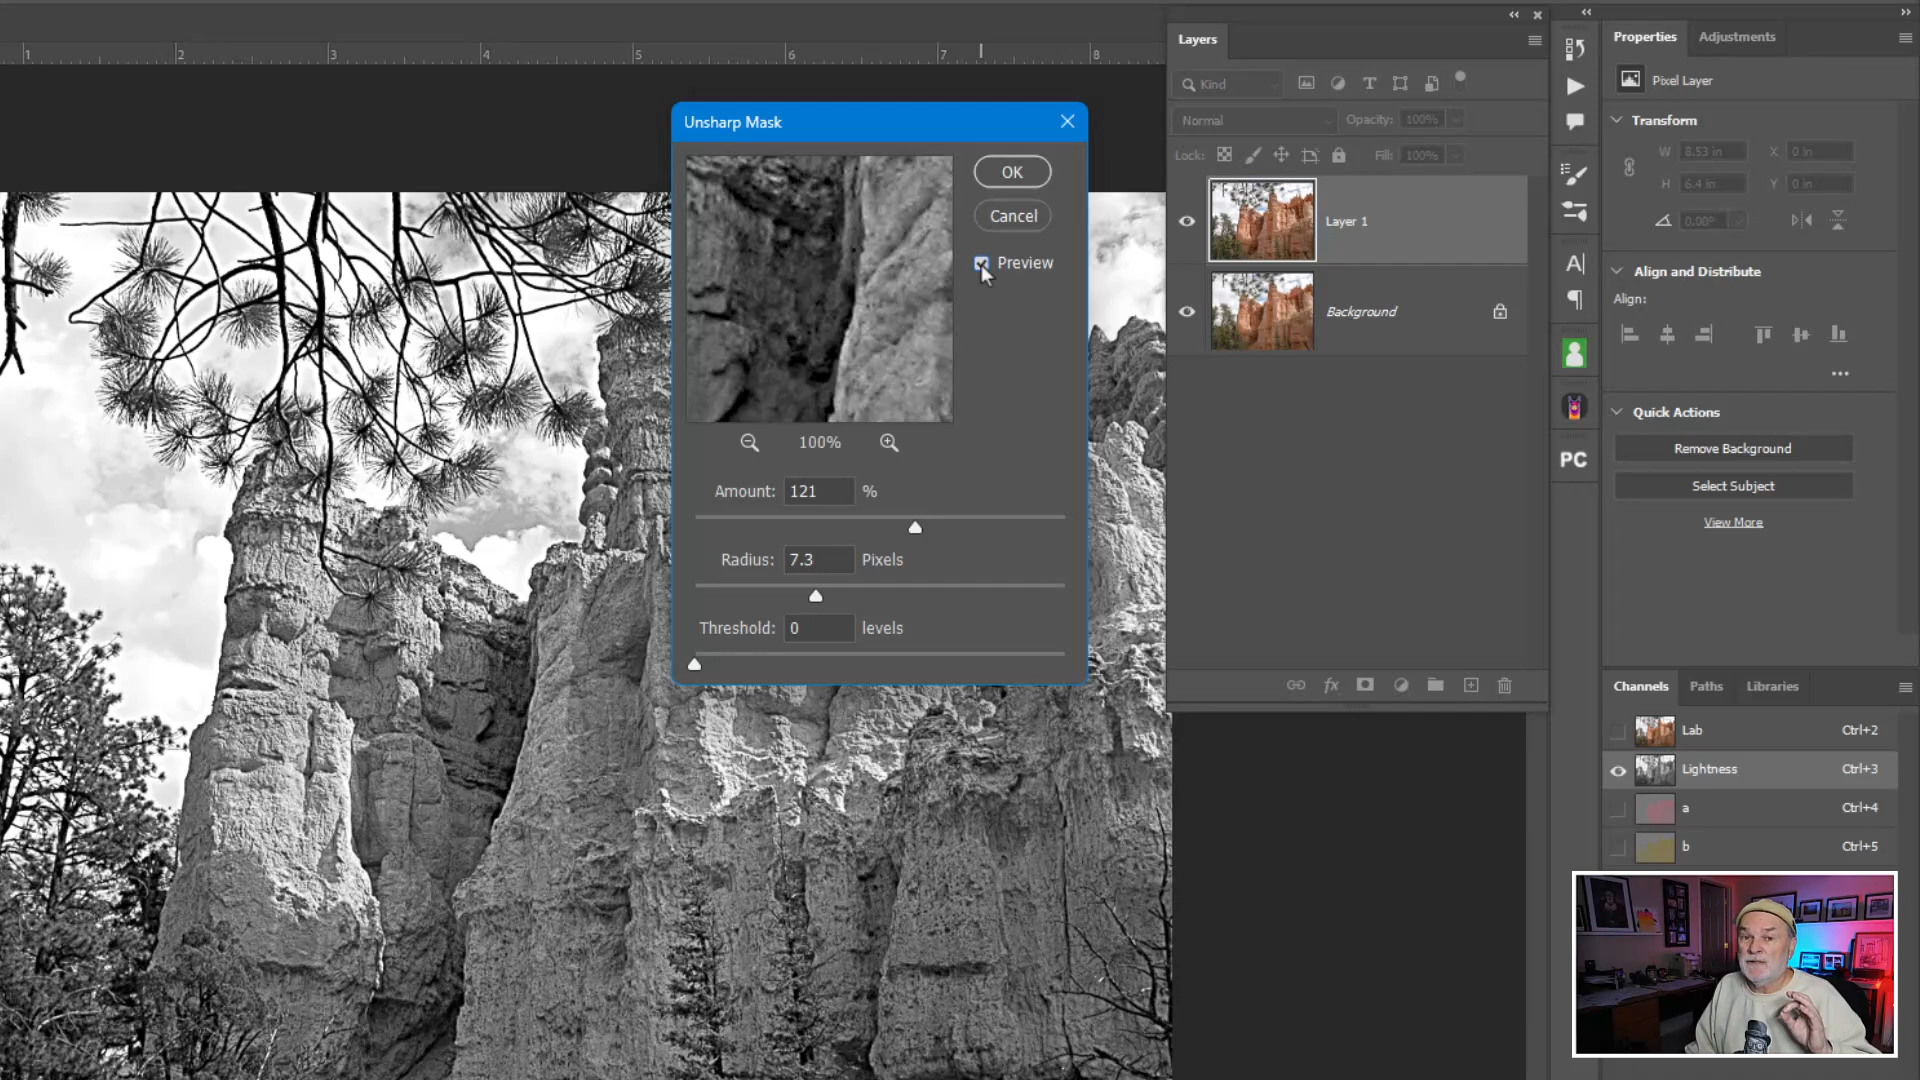 1 2 3 4 5 6 7 8
Unsharp Mask
OK
Cancel
Preview
100%
Amount: 121 %
Radius: 7.3 Pixels
Threshold: 0 levels
Layers
Kind
Normal Opacity: 100%
Lock: Fill: 100%
Layer 1
Background
PC
Properties Adjustments
Pixel Layer
Transform
W 8.53 in X 0 in
H 6.4 in Y 0 in
0.00°
Align and Distribute
Align:
Quick Actions
Remove Background
Select Subject
View More
Channels Paths Libraries
Lab Ctrl+2
Lightness Ctrl+3
a Ctrl+4
b Ctrl+5